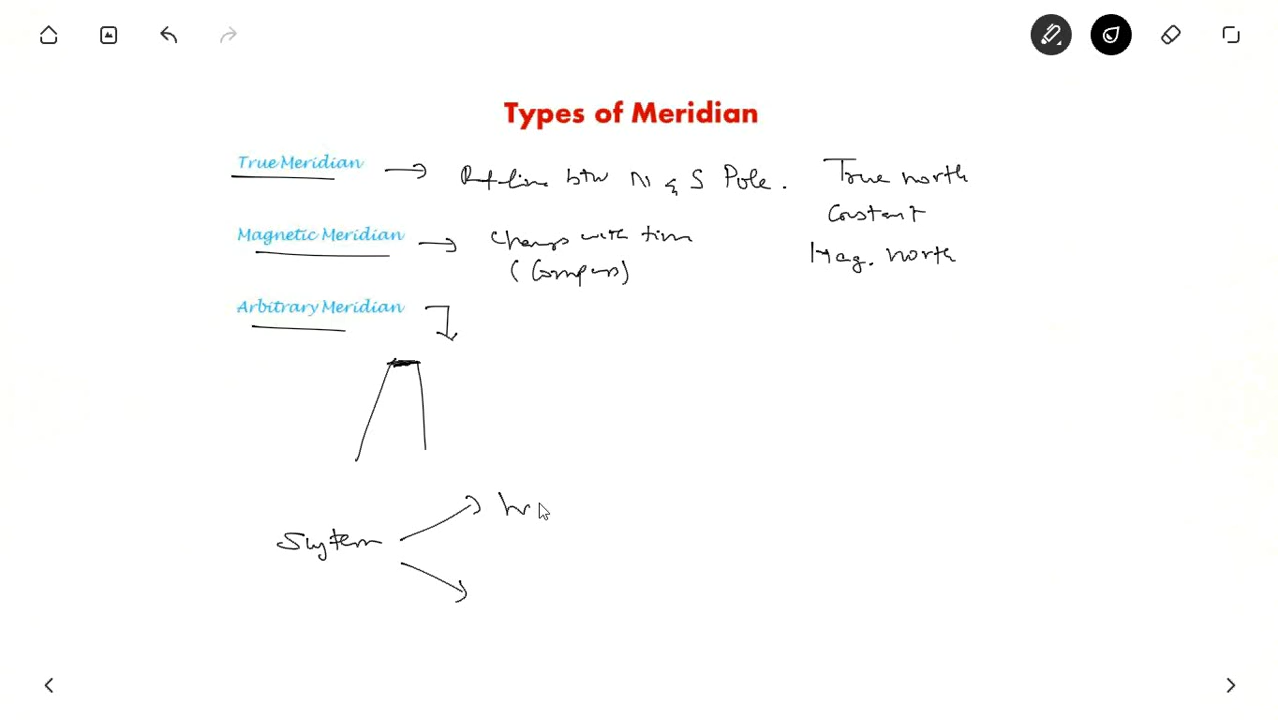 Types of Meridian
True Meridian → Ref line btw N & S Pole. True north
Constant
Magnetic Meridian → Changes with time Mag. north
(Compass)
Arbitrary Meridian
System